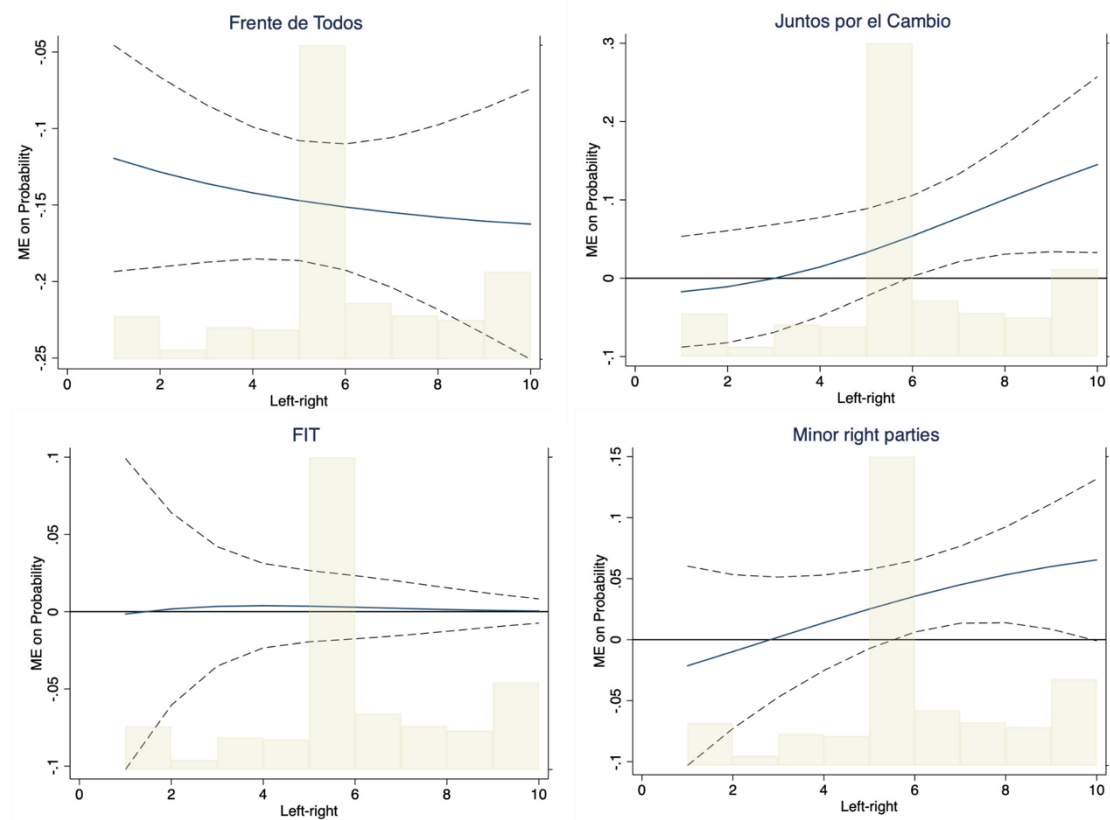 Frente de Todos
ME on Probability
-.05
-.1
-.15
-.2
-.25
0 2 4 6 8 10
Left-right
Juntos por el Cambio
ME on Probability
.3
.2
.1
0
-.1
0 2 4 6 8 10
Left-right
FIT
ME on Probability
.1
.05
0
-.05
-.1
0 2 4 6 8 10
Left-right
Minor right parties
ME on Probability
.15
.1
.05
0
-.05
-.1
0 2 4 6 8 10
Left-right